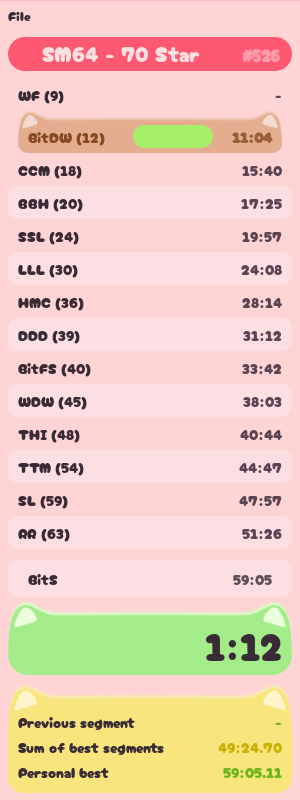 File
SM64 - 70 Star #526
WF (9) -
BitDW (12) 11:04
CCM (18) 15:40
BBH (20) 17:25
SSL (24) 19:57
LLL (30) 24:08
HMC (36) 28:14
DDD (39) 31:12
BitFS (40) 33:42
WDW (45) 38:03
THI (48) 40:44
TTM (54) 44:47
SL (59) 47:57
RR (63) 51:26
BitS 59:05
1:12
Previous segment -
Sum of best segments 49:24.70
Personal best 59:05.11